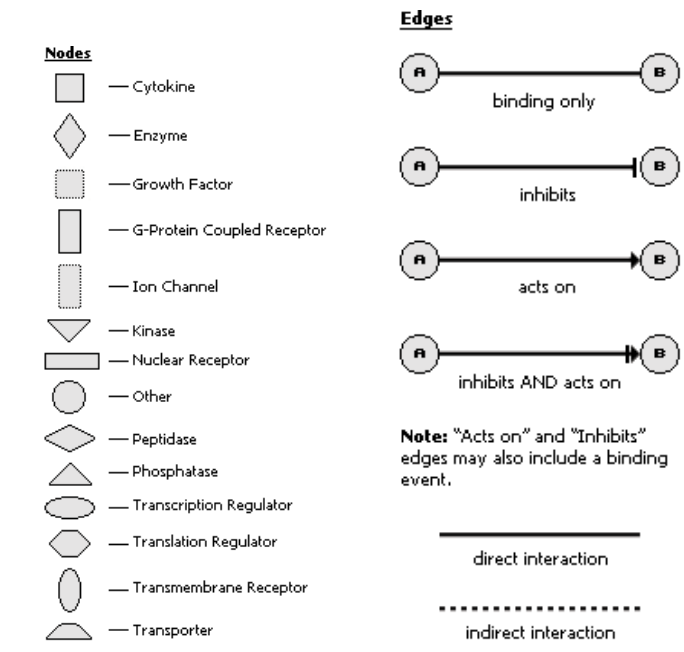 Nodes
Cytokine
Enzyme
Growth Factor
G-Protein Coupled Receptor
Ion Channel
Kinase
Nuclear Receptor
Other
Peptidase
Phosphatase
Transcription Regulator
Translation Regulator
Transmembrane Receptor
Transporter
Edges
A B
binding only
A B
inhibits
A B
acts on
A B
inhibits AND acts on
Note: "Acts on" and "Inhibits"
edges may also include a binding
event.
direct interaction
indirect interaction